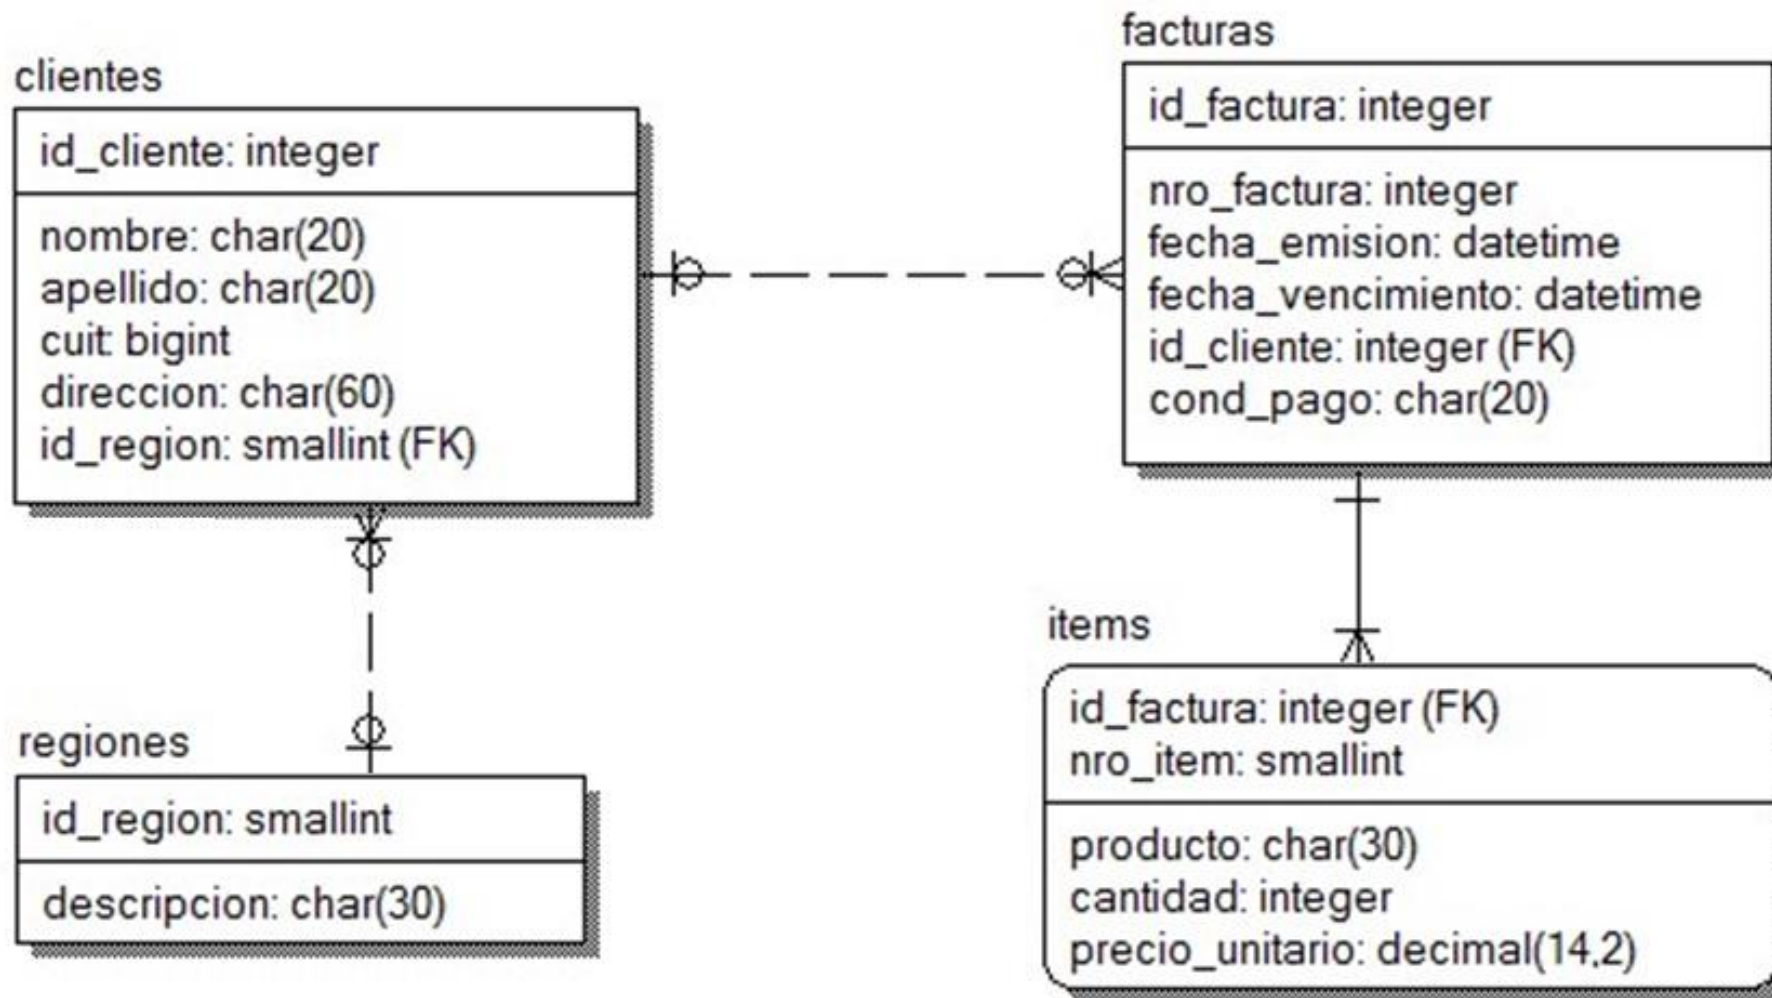 clientes
id_cliente: integer
nombre: char(20)
apellido: char(20)
cuit: bigint
direccion: char(60)
id_region: smallint (FK)
facturas
id_factura: integer
nro_factura: integer
fecha_emision: datetime
fecha_vencimiento: datetime
id_cliente: integer (FK)
cond_pago: char(20)
regiones
id_region: smallint
descripcion: char(30)
items
id_factura: integer (FK)
nro_item: smallint
producto: char(30)
cantidad: integer
precio_unitario: decimal(14,2)